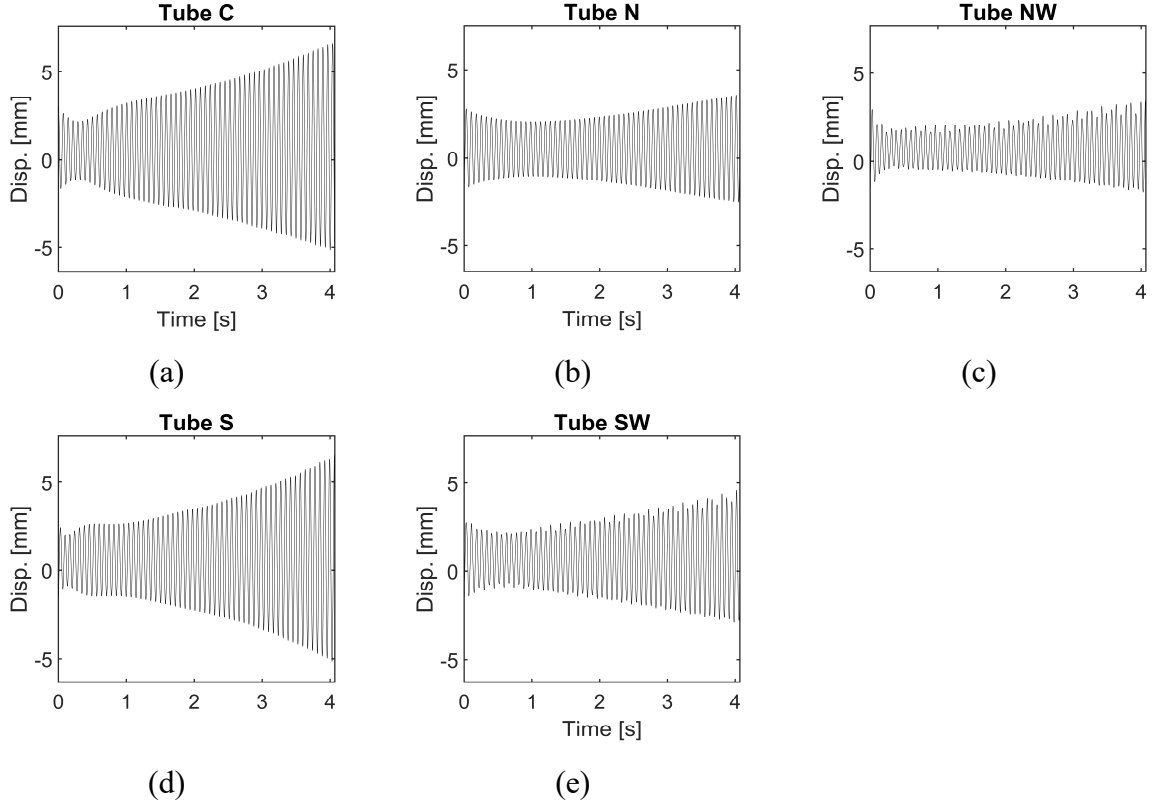 Tube C
Tube N
Tube NW
5
0
-5
Disp. [mm]
0 1 2 3 4
Time [s]
5
0
-5
Disp. [mm]
0 1 2 3 4
Time [s]
5
0
-5
Disp. [mm]
0 1 2 3 4
(a)
(b)
(c)
Tube S
Tube SW
5
0
-5
Disp. [mm]
0 1 2 3 4
5
0
-5
Disp. [mm]
0 1 2 3 4
Time [s]
(d)
(e)